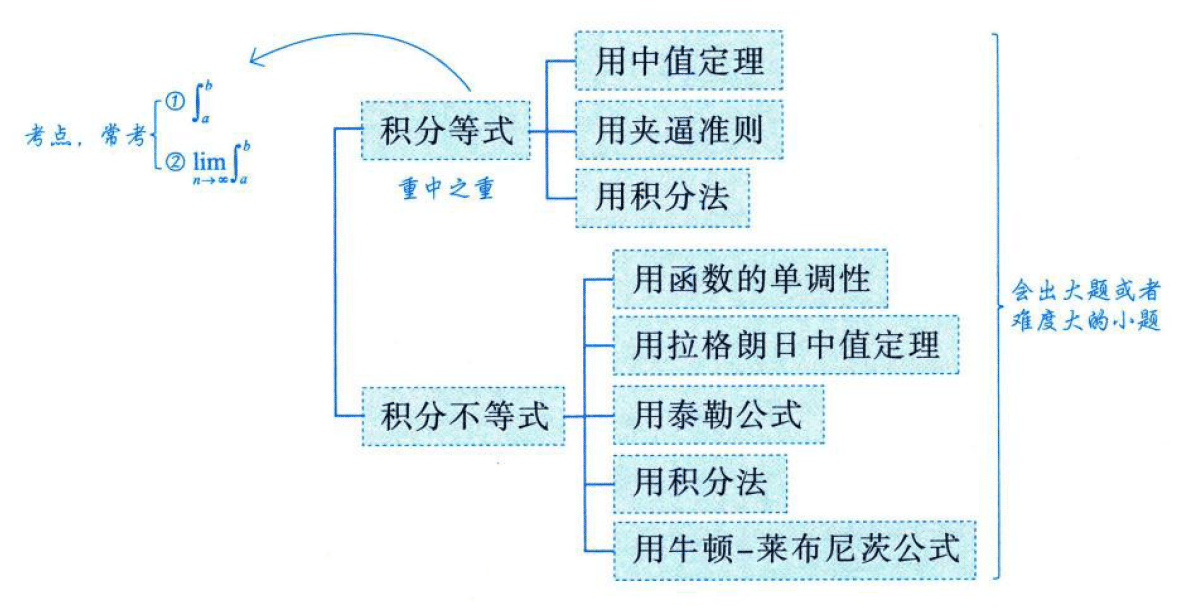 考点，常考
① ∫_a^b
② lim_{n→∞} ∫_a^b
积分等式
重中之重
用中值定理
用夹逼准则
用积分法
积分不等式
用函数的单调性
用拉格朗日中值定理
用泰勒公式
用积分法
用牛顿-莱布尼茨公式
会出大题或者
难度大的小题